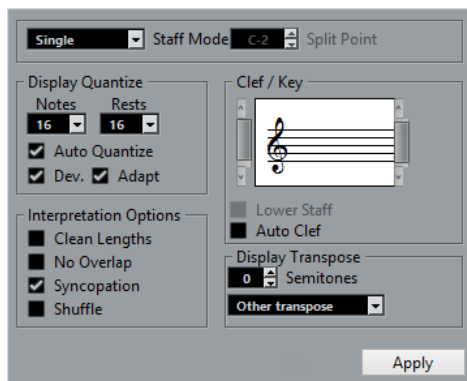 Single Staff Mode C-2 Split Point
Display Quantize
Notes Rests
16 16
Auto Quantize
Dev. Adapt
Interpretation Options
Clean Lengths
No Overlap
Syncopation
Shuffle
Clef / Key
Lower Staff
Auto Clef
Display Transpose
0 Semitones
Other transpose
Apply